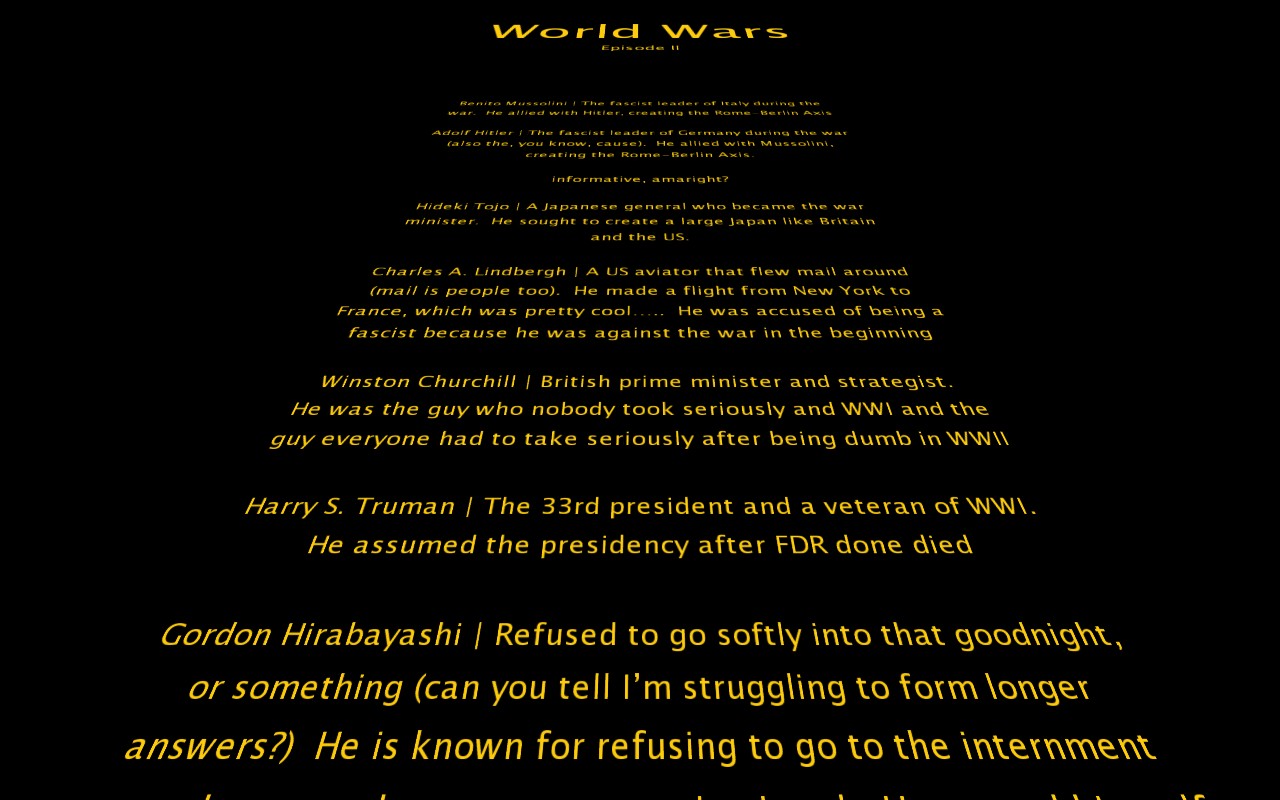 World Wars
Episode II
Benito Mussolini | The fascist leader of Italy during the
war.  He allied with Hitler, creating the Rome-Berlin Axis
Adolf Hitler | The fascist leader of Germany during the war
(also the, you know, cause).  He allied with Mussolini,
creating the Rome-Berlin Axis.
informative, amaright?
Hideki Tojo | A Japanese general who became the war
minister.  He sought to create a large Japan like Britain
and the US.
Charles A. Lindbergh | A US aviator that flew mail around
(mail is people too).  He made a flight from New York to
France, which was pretty cool.....  He was accused of being a
fascist because he was against the war in the beginning
Winston Churchill | British prime minister and strategist.
He was the guy who nobody took seriously and WWI and the
guy everyone had to take seriously after being dumb in WWII
Harry S. Truman | The 33rd president and a veteran of WWI.
He assumed the presidency after FDR done died
Gordon Hirabayashi | Refused to go softly into that goodnight,
or something (can you tell I'm struggling to form longer
answers?)  He is known for refusing to go to the internment